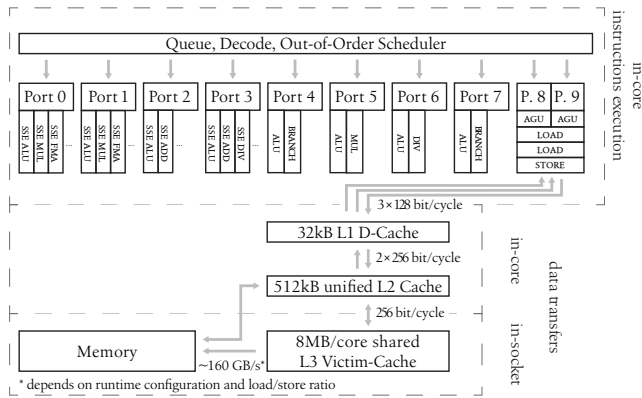 Queue, Decode, Out-of-Order Scheduler
Port 0
Port 1
Port 2
Port 3
Port 4
Port 5
Port 6
Port 7
P. 8
P. 9
SSE ALU
SSE MUL
SSE FMA
...
SSE ALU
SSE MUL
SSE FMA
...
SSE ALU
SSE ADD
...
SSE ALU
SSE ADD
SSE DIV
...
ALU
BRANCH
ALU
MUL
ALU
DIV
ALU
BRANCH
AGU
AGU
LOAD
LOAD
STORE
in-core
instructions execution
3×128 bit/cycle
32kB L1 D-Cache
2×256 bit/cycle
512kB unified L2 Cache
in-core
data transfers
256 bit/cycle
Memory
8MB/core shared
L3 Victim-Cache
~160 GB/s*
in-socket
* depends on runtime configuration and load/store ratio